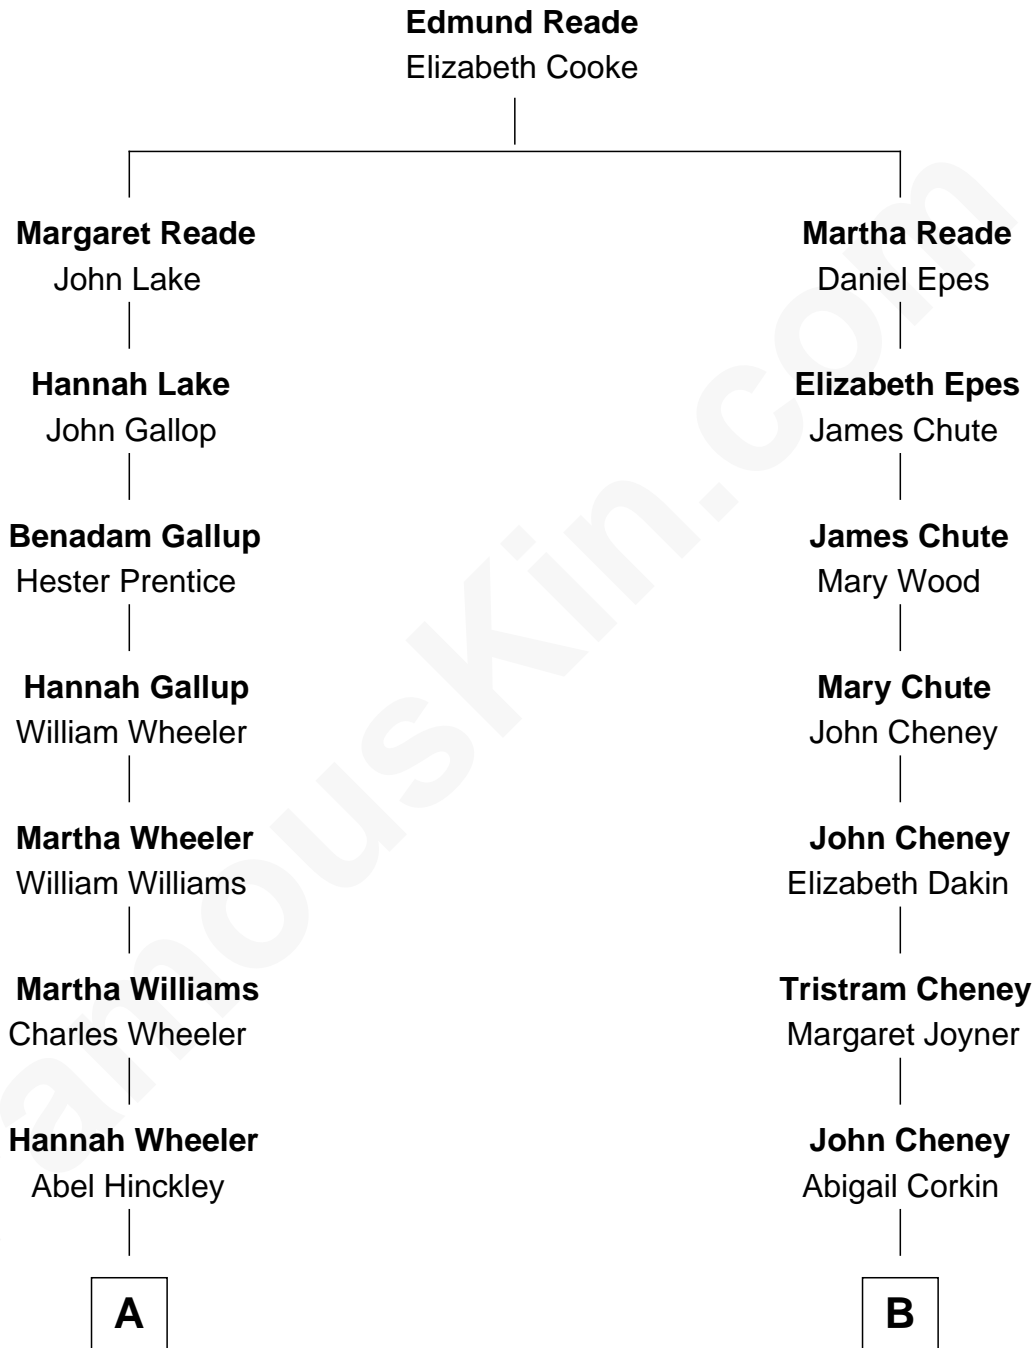 Edmund Reade
Elizabeth Cooke
Margaret Reade
John Lake
Martha Reade
Daniel Epes
Hannah Lake
John Gallop
Elizabeth Epes
James Chute
Benadam Gallup
Hester Prentice
James Chute
Mary Wood
Hannah Gallup
William Wheeler
Mary Chute
John Cheney
Martha Wheeler
William Williams
John Cheney
Elizabeth Dakin
Martha Williams
Charles Wheeler
Tristram Cheney
Margaret Joyner
Hannah Wheeler
Abel Hinckley
John Cheney
Abigail Corkin
A
B
amouskin.com